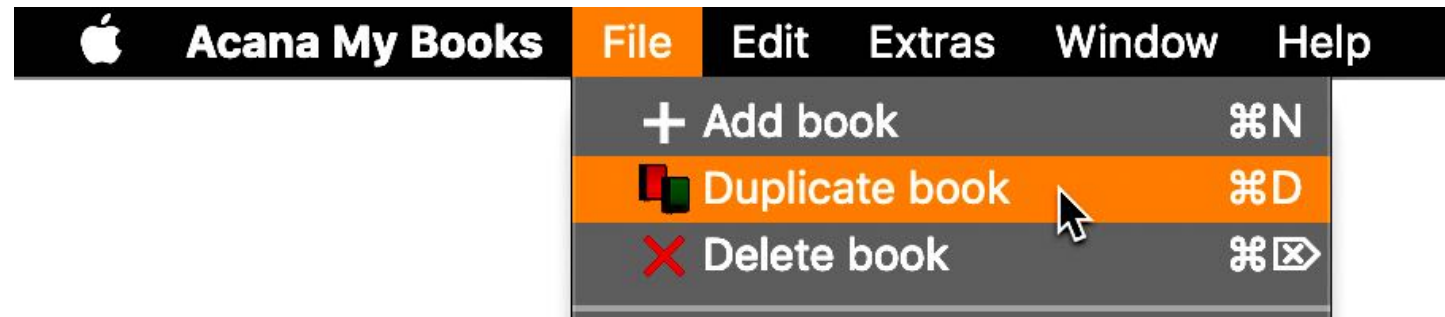 Acana My Books File Edit Extras Window Help
Add book ⌘N
Duplicate book ⌘D
Delete book ⌘⌦